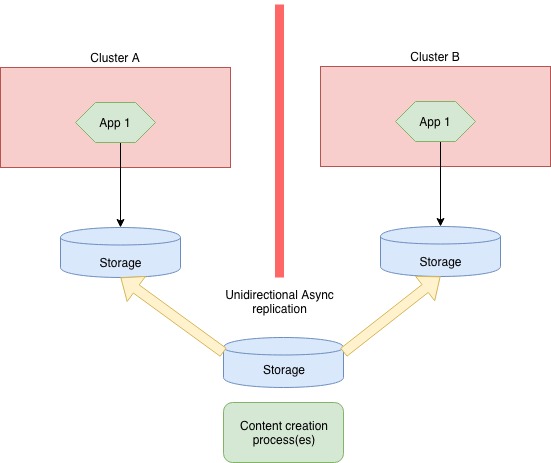 Cluster A
Cluster B
App 1
App 1
Storage
Storage
Unidirectional Async
replication
Storage
Content creation
process(es)